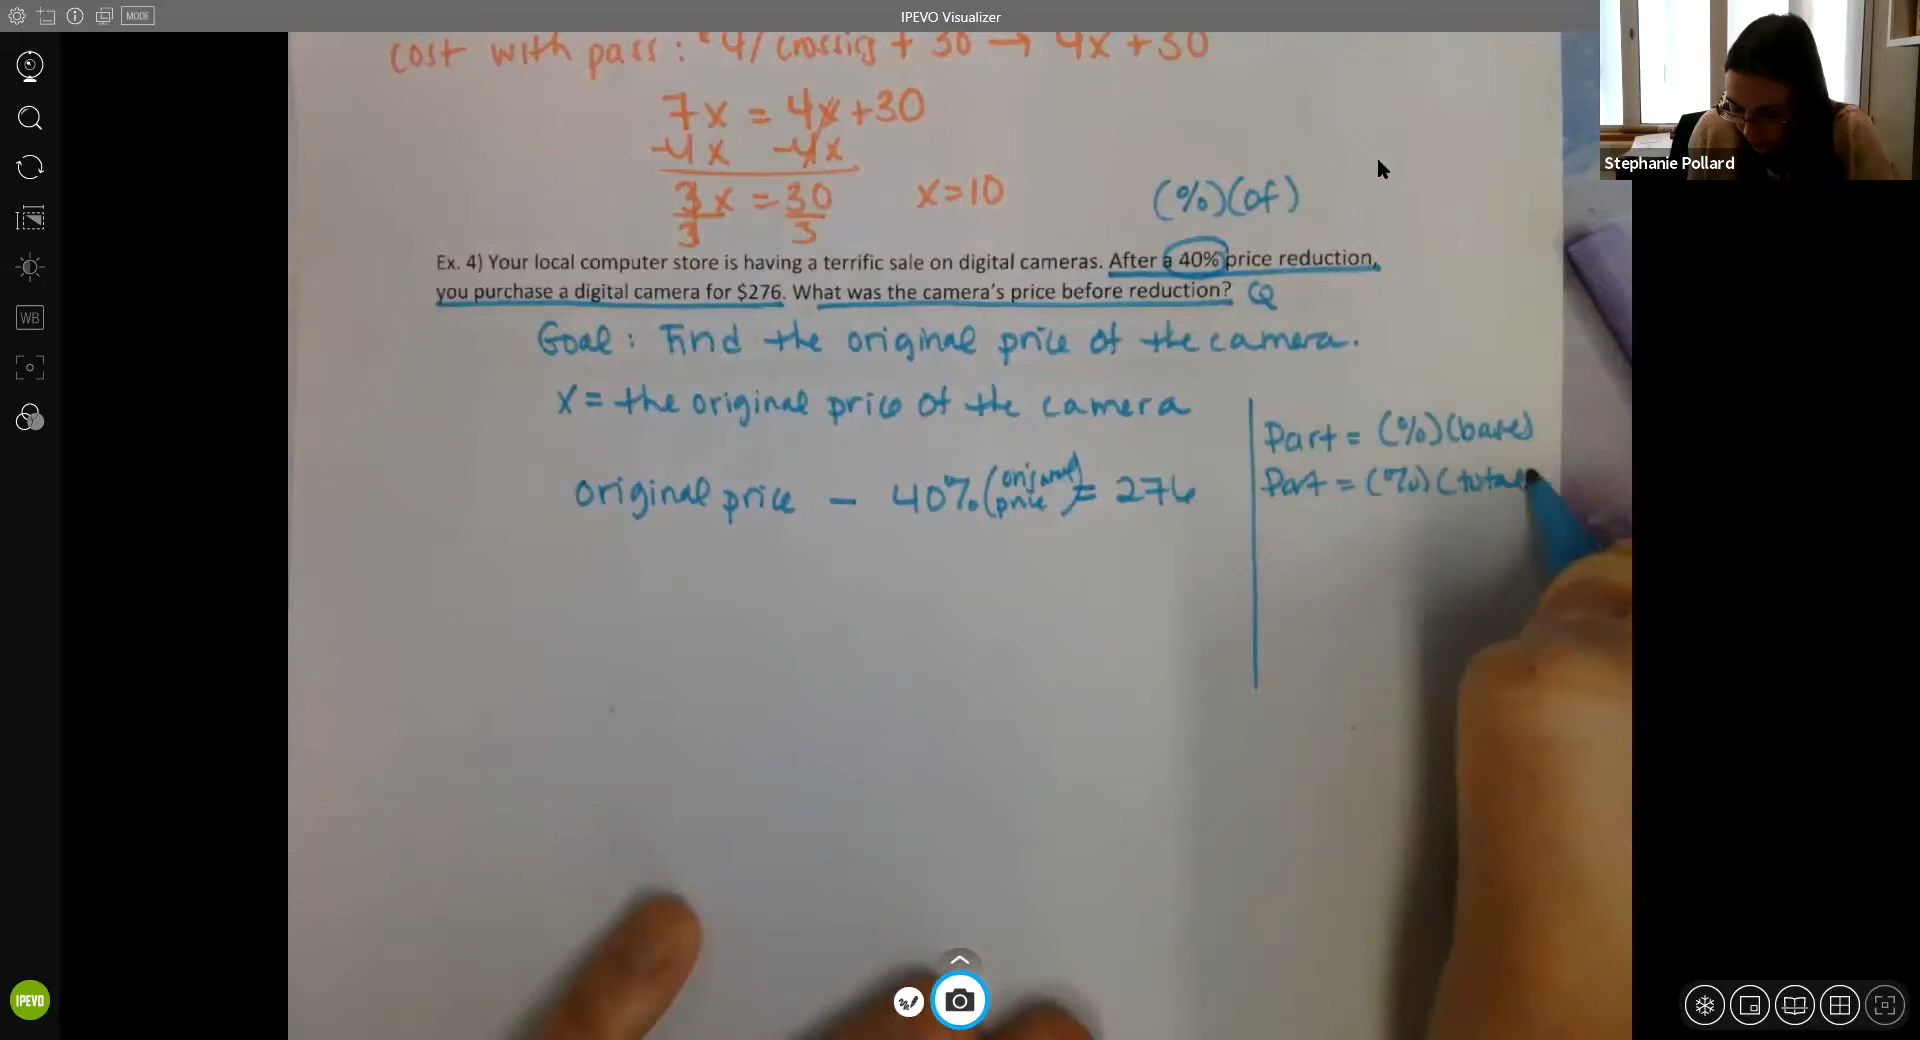 MODE
IPEVO Visualizer
cost with pass : $4/crossing + 30 → 4x + 30
7x = 4x + 30
-4x -4x
3x = 30 x = 10
3 3
(%)(of)
Ex. 4) Your local computer store is having a terrific sale on digital cameras. After a 40% price reduction,
you purchase a digital camera for $276. What was the camera's price before reduction? CQ
Goal : Find the original price of the camera.
x = the original price of the camera
original price - 40% (original price) = 276
Part = (%)(base)
Part = (%)(total
Stephanie Pollard
WB
IPEVO